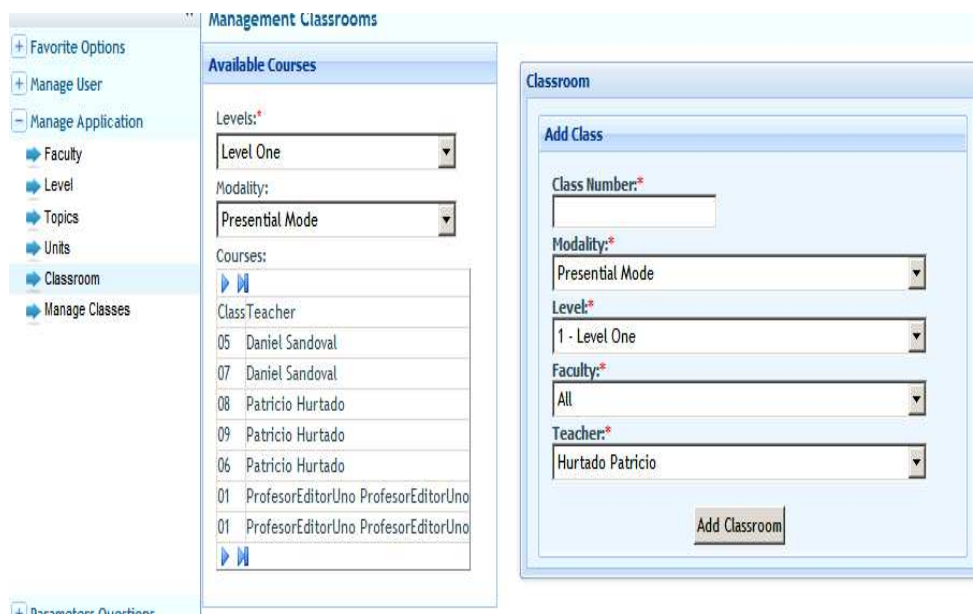 Management Classrooms
Favorite Options
Manage User
Manage Application
Faculty
Level
Topics
Units
Classroom
Manage Classes
Parameters Questions
Available Courses
Levels:*
Level One
Modality:
Presential Mode
Courses:
Class Teacher
05 Daniel Sandoval
07 Daniel Sandoval
08 Patricio Hurtado
09 Patricio Hurtado
06 Patricio Hurtado
01 ProfesorEditorUno ProfesorEditorUno
01 ProfesorEditorUno ProfesorEditorUno
Classroom
Add Class
Class Number:*
Modality:*
Presential Mode
Level:*
1 - Level One
Faculty:*
All
Teacher:*
Hurtado Patricio
Add Classroom